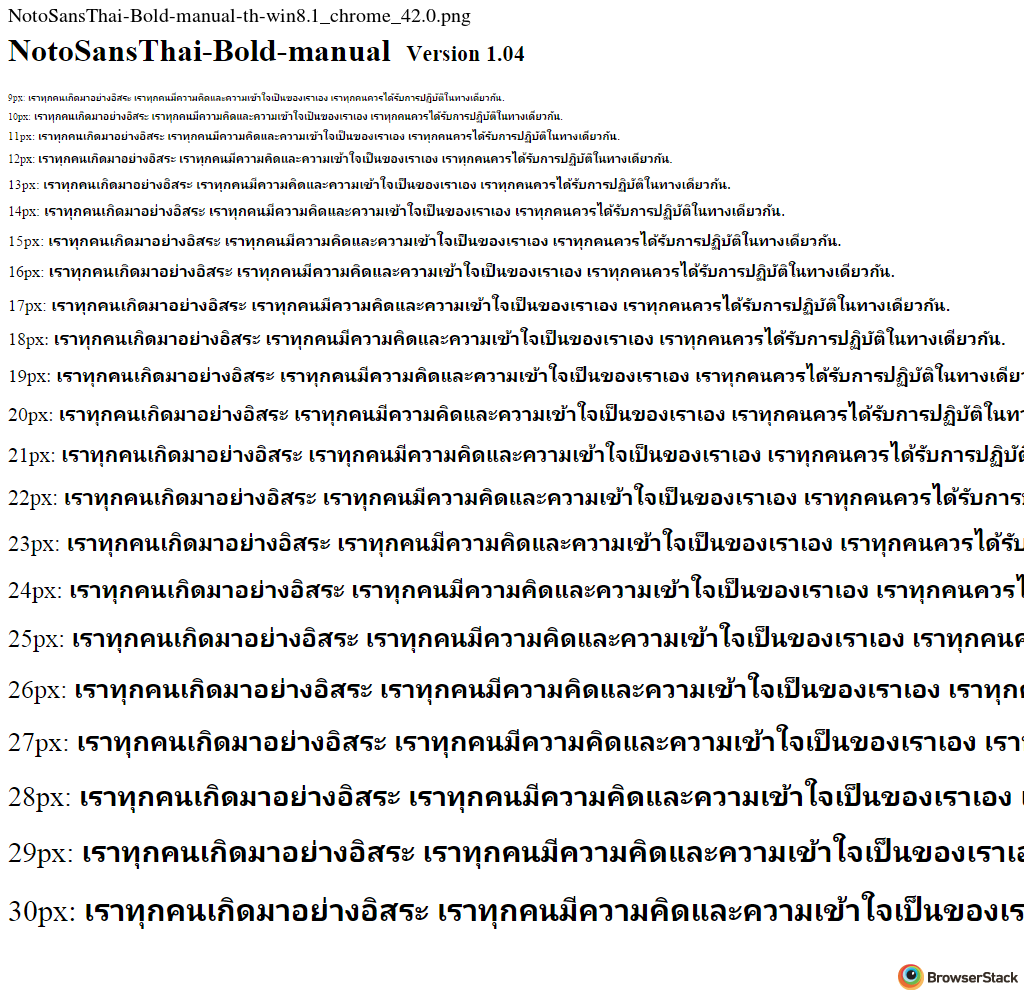 NotoSansThai-Bold-manual-th-win8.1_chrome_42.0.png
NotoSansThai-Bold-manual Version 1.04
9px: เราทุกคนเกิดมาอย่างอิสระ เราทุกคนมีความคิดและความเข้าใจเป็นของเราเอง เราทุกคนควรได้รับการปฏิบัติในทางเดียวกัน.
10px: เราทุกคนเกิดมาอย่างอิสระ เราทุกคนมีความคิดและความเข้าใจเป็นของเราเอง เราทุกคนควรได้รับการปฏิบัติในทางเดียวกัน.
11px: เราทุกคนเกิดมาอย่างอิสระ เราทุกคนมีความคิดและความเข้าใจเป็นของเราเอง เราทุกคนควรได้รับการปฏิบัติในทางเดียวกัน.
12px: เราทุกคนเกิดมาอย่างอิสระ เราทุกคนมีความคิดและความเข้าใจเป็นของเราเอง เราทุกคนควรได้รับการปฏิบัติในทางเดียวกัน.
13px: เราทุกคนเกิดมาอย่างอิสระ เราทุกคนมีความคิดและความเข้าใจเป็นของเราเอง เราทุกคนควรได้รับการปฏิบัติในทางเดียวกัน.
14px: เราทุกคนเกิดมาอย่างอิสระ เราทุกคนมีความคิดและความเข้าใจเป็นของเราเอง เราทุกคนควรได้รับการปฏิบัติในทางเดียวกัน.
15px: เราทุกคนเกิดมาอย่างอิสระ เราทุกคนมีความคิดและความเข้าใจเป็นของเราเอง เราทุกคนควรได้รับการปฏิบัติในทางเดียวกัน.
16px: เราทุกคนเกิดมาอย่างอิสระ เราทุกคนมีความคิดและความเข้าใจเป็นของเราเอง เราทุกคนควรได้รับการปฏิบัติในทางเดียวกัน.
17px: เราทุกคนเกิดมาอย่างอิสระ เราทุกคนมีความคิดและความเข้าใจเป็นของเราเอง เราทุกคนควรได้รับการปฏิบัติในทางเดียวกัน.
18px: เราทุกคนเกิดมาอย่างอิสระ เราทุกคนมีความคิดและความเข้าใจเป็นของเราเอง เราทุกคนควรได้รับการปฏิบัติในทางเดียวกัน.
19px: เราทุกคนเกิดมาอย่างอิสระ เราทุกคนมีความคิดและความเข้าใจเป็นของเราเอง เราทุกคนควรได้รับการปฏิบัติในทางเดีย
20px: เราทุกคนเกิดมาอย่างอิสระ เราทุกคนมีความคิดและความเข้าใจเป็นของเราเอง เราทุกคนควรได้รับการปฏิบัติในท
21px: เราทุกคนเกิดมาอย่างอิสระ เราทุกคนมีความคิดและความเข้าใจเป็นของเราเอง เราทุกคนควรได้รับการปฏิบั
22px: เราทุกคนเกิดมาอย่างอิสระ เราทุกคนมีความคิดและความเข้าใจเป็นของเราเอง เราทุกคนควรได้รับการ
23px: เราทุกคนเกิดมาอย่างอิสระ เราทุกคนมีความคิดและความเข้าใจเป็นของเราเอง เราทุกคนควรได้รับ
24px: เราทุกคนเกิดมาอย่างอิสระ เราทุกคนมีความคิดและความเข้าใจเป็นของเราเอง เราทุกคนควรไ
25px: เราทุกคนเกิดมาอย่างอิสระ เราทุกคนมีความคิดและความเข้าใจเป็นของเราเอง เราทุกคนค
26px: เราทุกคนเกิดมาอย่างอิสระ เราทุกคนมีความคิดและความเข้าใจเป็นของเราเอง เราทุก
27px: เราทุกคนเกิดมาอย่างอิสระ เราทุกคนมีความคิดและความเข้าใจเป็นของเราเอง เรา
28px: เราทุกคนเกิดมาอย่างอิสระ เราทุกคนมีความคิดและความเข้าใจเป็นของเราเอง
29px: เราทุกคนเกิดมาอย่างอิสระ เราทุกคนมีความคิดและความเข้าใจเป็นของเราเ
30px: เราทุกคนเกิดมาอย่างอิสระ เราทุกคนมีความคิดและความเข้าใจเป็นของเร
BrowserStack